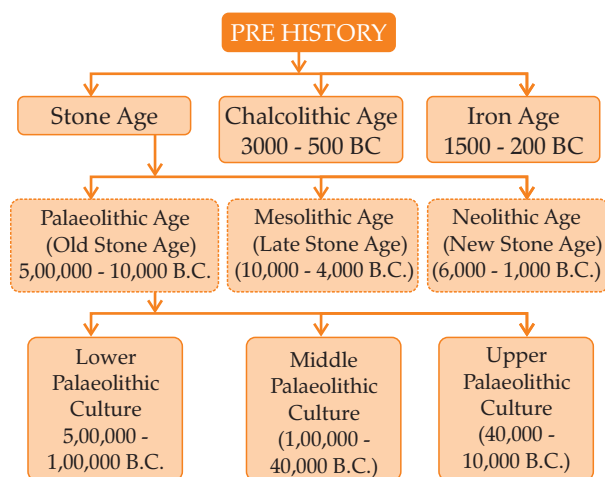 PRE HISTORY
Stone Age
Chalcolithic Age
3000 - 500 BC
Iron Age
1500 - 200 BC
Palaeolithic Age
(Old Stone Age)
5,00,000 - 10,000 B.C.
Mesolithic Age
(Late Stone Age)
(10,000 - 4,000 B.C.)
Neolithic Age
(New Stone Age)
(6,000 - 1,000 B.C.)
Lower
Palaeolithic
Culture
5,00,000 -
1,00,000 B.C.
Middle
Palaeolithic
Culture
(1,00,000 -
40,000 B.C.)
Upper
Palaeolithic
Culture
(40,000 -
10,000 B.C.)